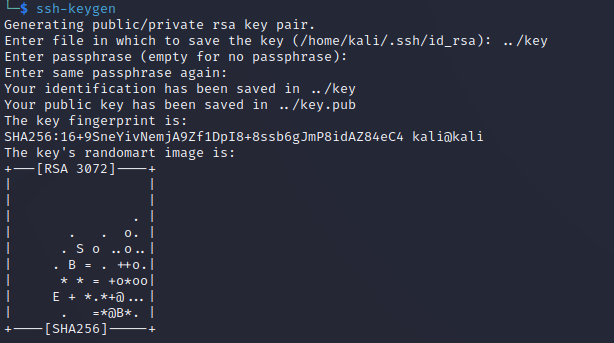 └─$ ssh-keygen
Generating public/private rsa key pair.
Enter file in which to save the key (/home/kali/.ssh/id_rsa): ../key
Enter passphrase (empty for no passphrase):
Enter same passphrase again:
Your identification has been saved in ../key
Your public key has been saved in ../key.pub
The key fingerprint is:
SHA256:16+9SneYivNemjA9Zf1DpI8+8ssb6gJmP8idAZ84eC4 kali@kali
The key's randomart image is:
+---[RSA 3072]----+
|                 |
|                 |
|               . |
|       .   .  o. |
|      . S o ..o..|
|     . B = . ++o.|
|      * * = +o*oo|
|     E + *.*+@...|
|      .   =*@B*. |
+----[SHA256]-----+